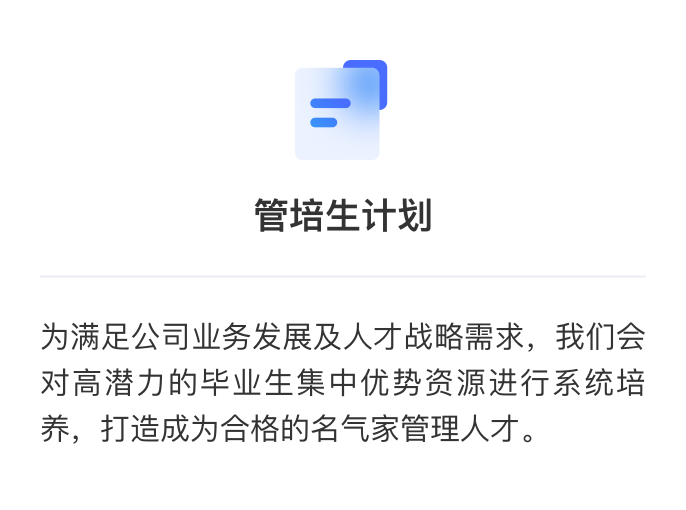 管培生计划
为满足公司业务发展及人才战略需求，我们会
对高潜力的毕业生集中优势资源进行系统培
养，打造成为合格的名气家管理人才。